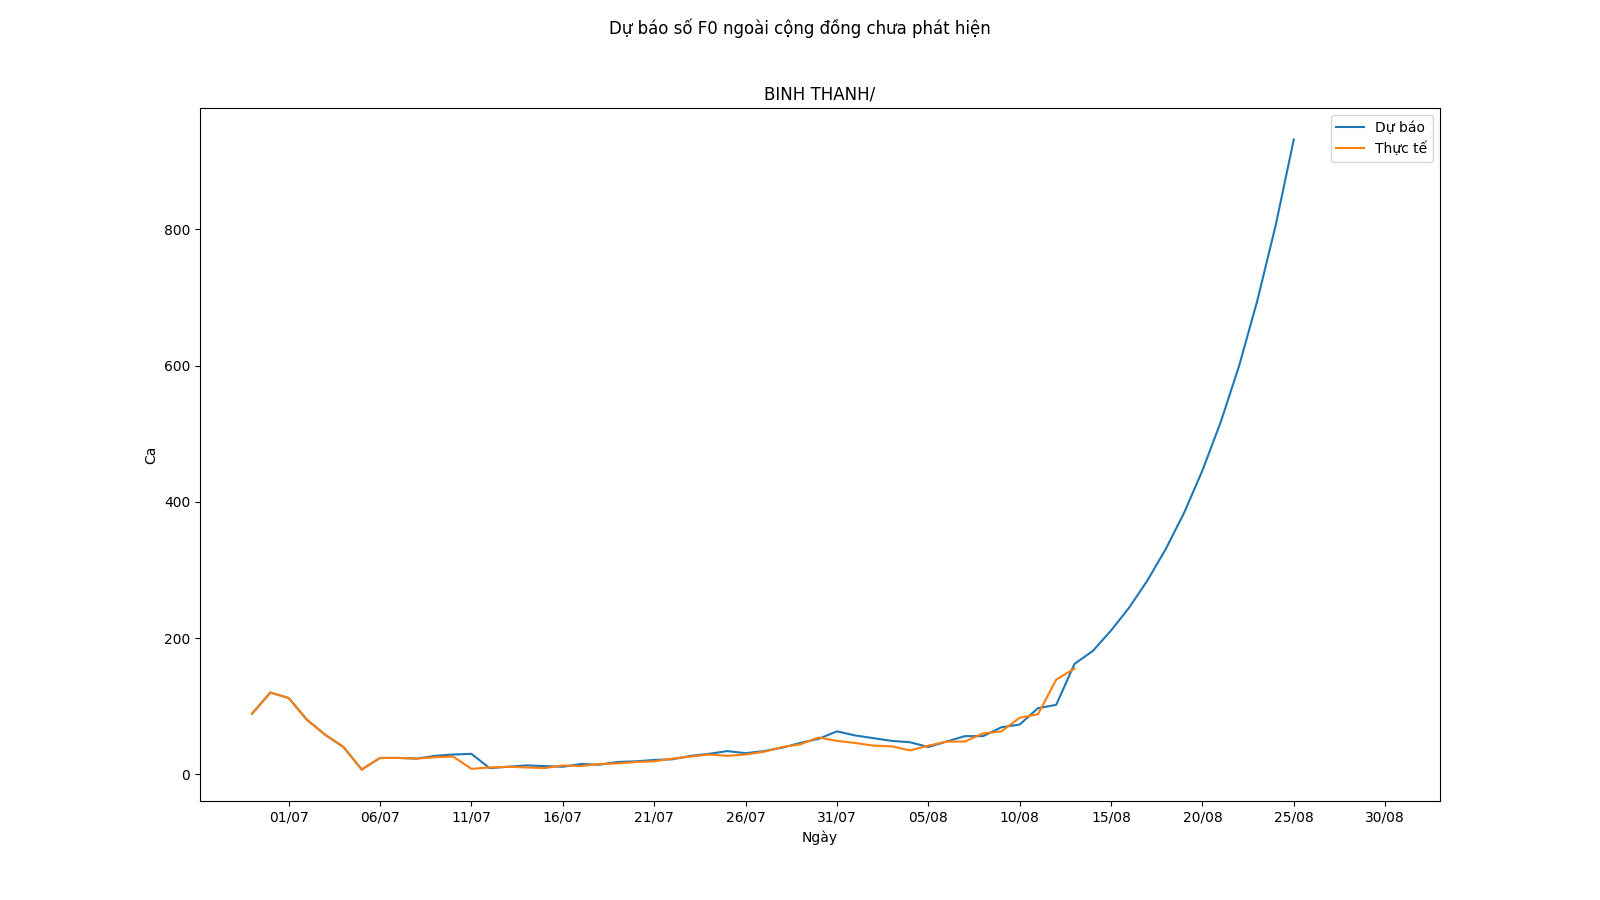 Dự báo số F0 ngoài cộng đồng chưa phát hiện
BINH THANH/
Dự báo
Thực tế
800
600
400
200
0
Ca
01/07 06/07 11/07 16/07 21/07 26/07 31/07 05/08 10/08 15/08 20/08 25/08 30/08
Ngày